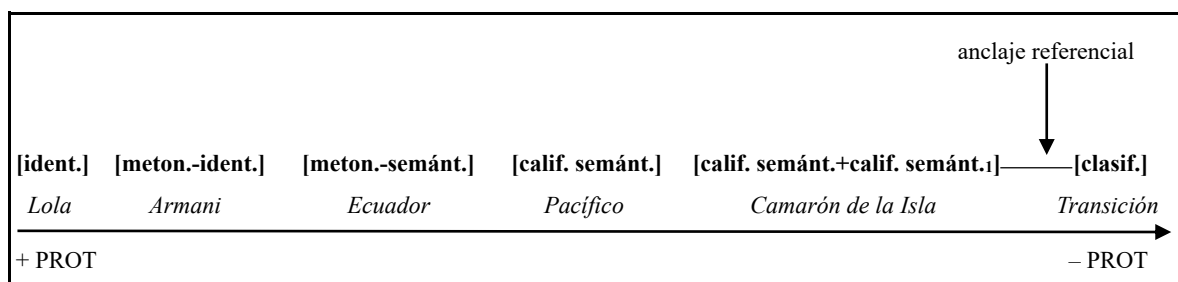 anclaje referencial
[ident.] [meton.-ident.] [meton.-semánt.] [calif. semánt.] [calif. semánt.+calif. semánt.1]———[clasif.]
Lola Armani Ecuador Pacífico Camarón de la Isla Transición
+ PROT – PROT